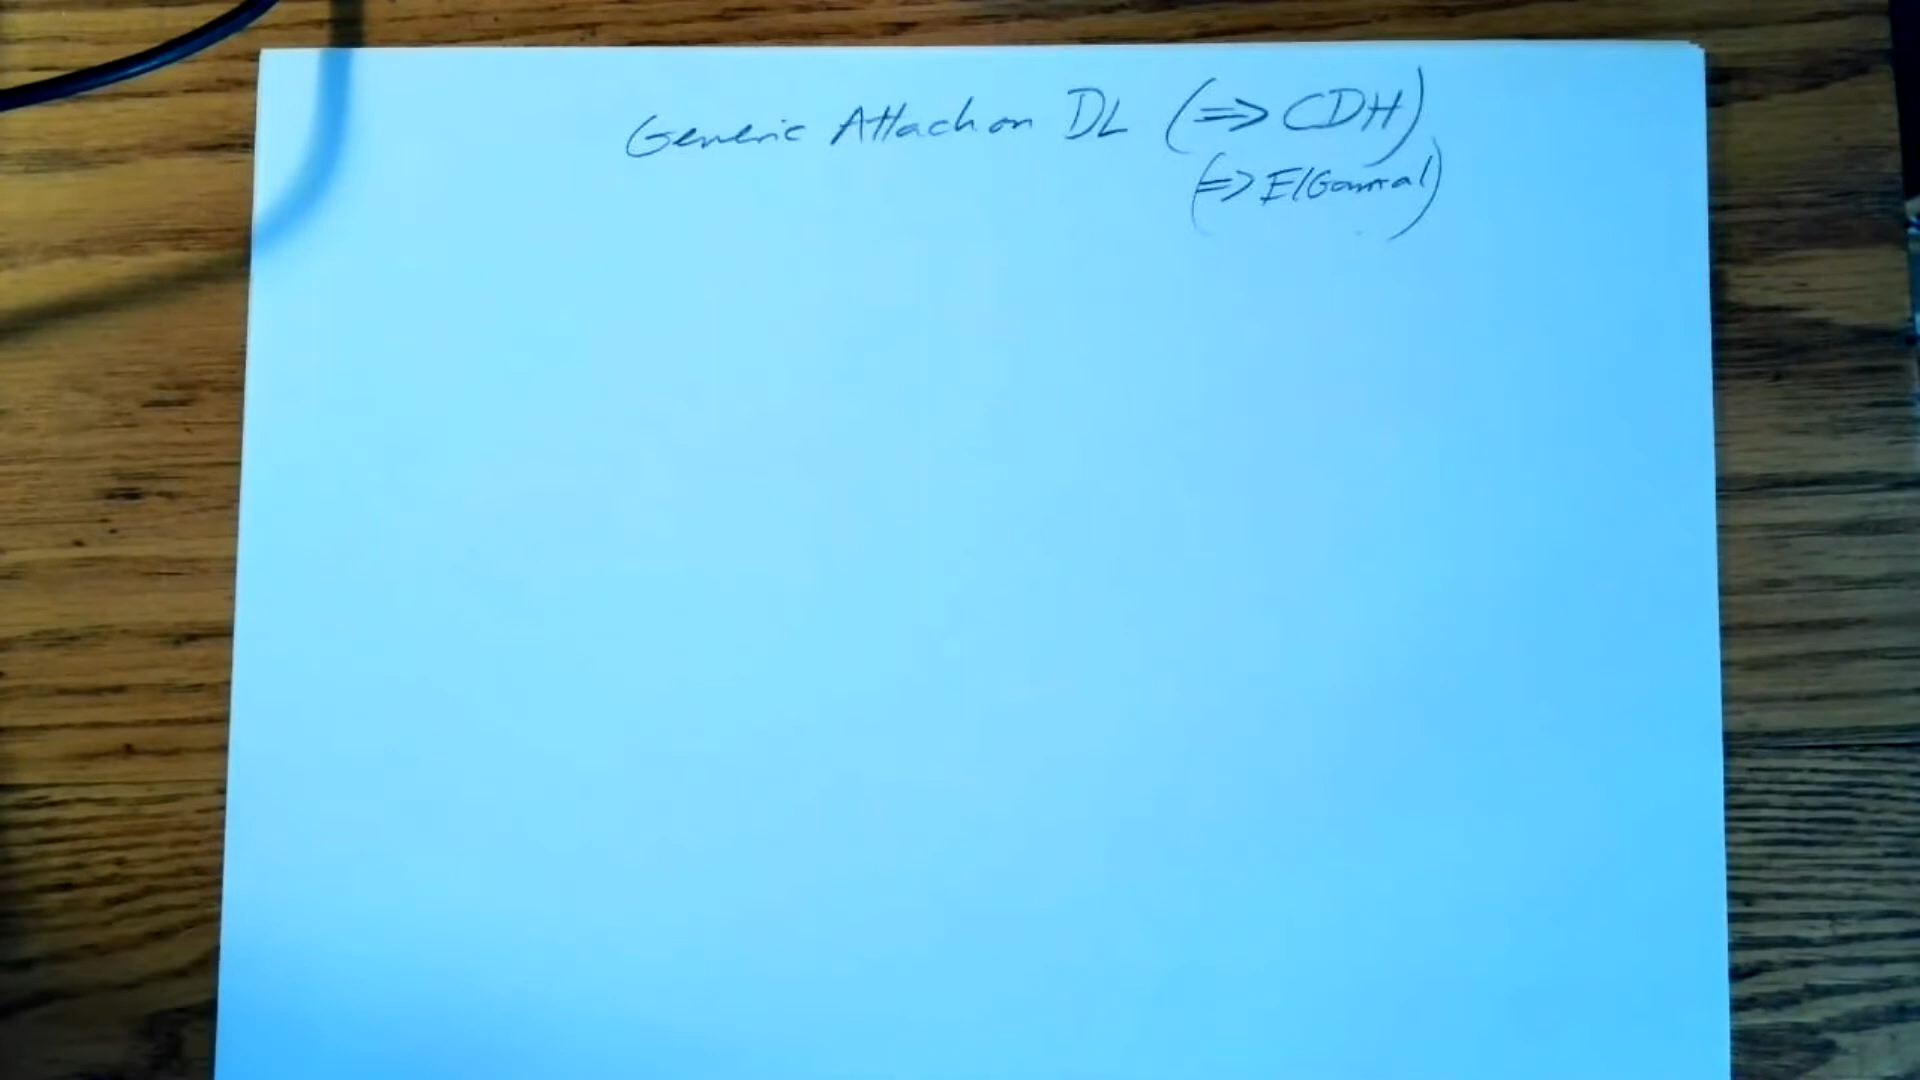 Generic Attack on DL (=> CDH)
(=> ElGamal)